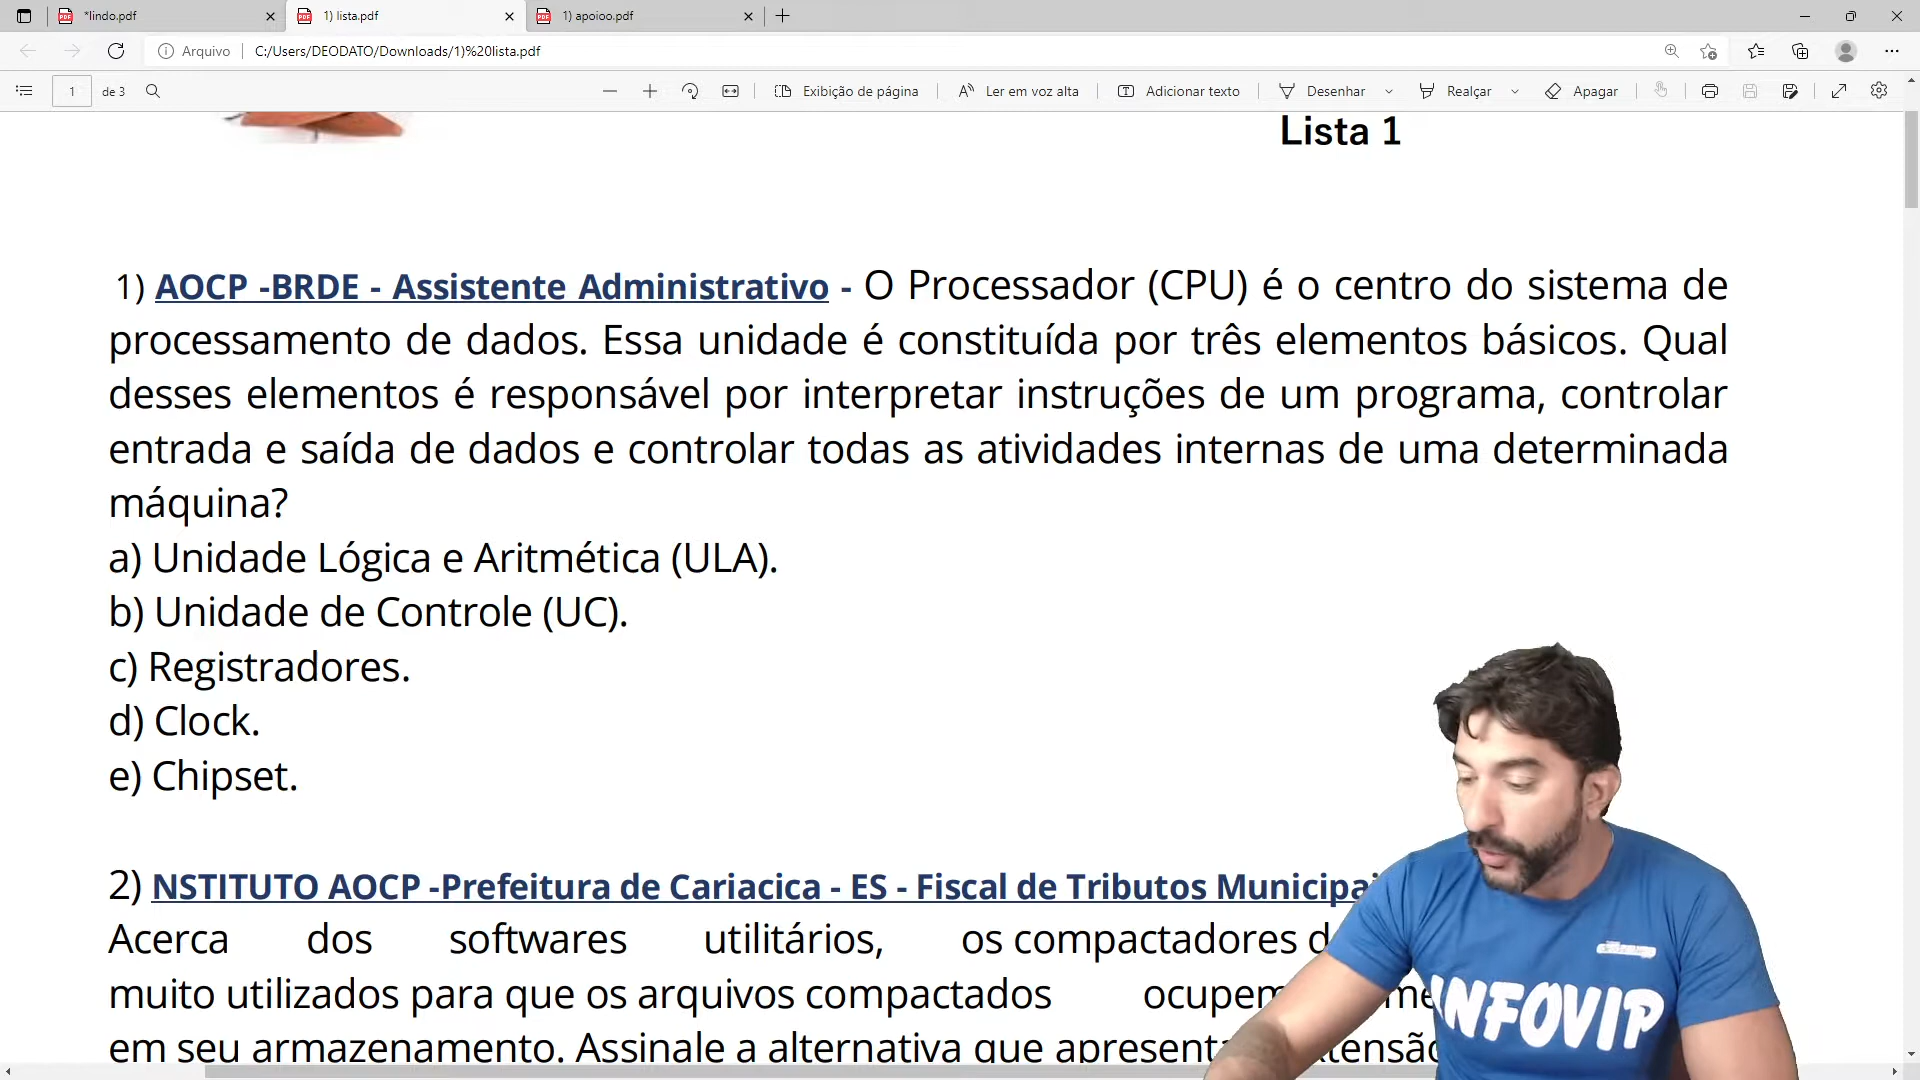 *lindo.pdf
1) lista.pdf
1) apoioo.pdf
Arquivo
C:/Users/DEODATO/Downloads/1)%20lista.pdf
1
de 3
Exibição de página
Ler em voz alta
Adicionar texto
Desenhar
Realçar
Apagar
Lista 1
1) AOCP -BRDE - Assistente Administrativo - O Processador (CPU) é o centro do sistema de
processamento de dados. Essa unidade é constituída por três elementos básicos. Qual
desses elementos é responsável por interpretar instruções de um programa, controlar
entrada e saída de dados e controlar todas as atividades internas de uma determinada
máquina?
a) Unidade Lógica e Aritmética (ULA).
b) Unidade de Controle (UC).
c) Registradores.
d) Clock.
e) Chipset.
2) NSTITUTO AOCP -Prefeitura de Cariacica - ES - Fiscal de Tributos
Acerca dos softwares utilitários, os compactadores
muito utilizados para que os arquivos compactados ocupem
em seu armazenamento. Assinale a alternativa que
INFOVIP